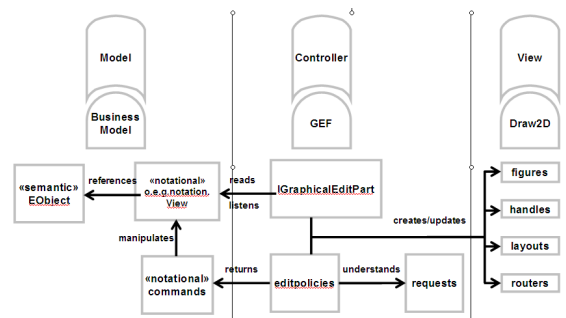 Model
Controller
View
Business
Model
GEF
Draw2D
«semantic»
EObject
references
«notational»
o.e.g.notation.
View
reads
listens
IGraphicalEditPart
creates/updates
figures
handles
layouts
routers
manipulates
«notational»
commands
returns
editpolicies
understands
requests